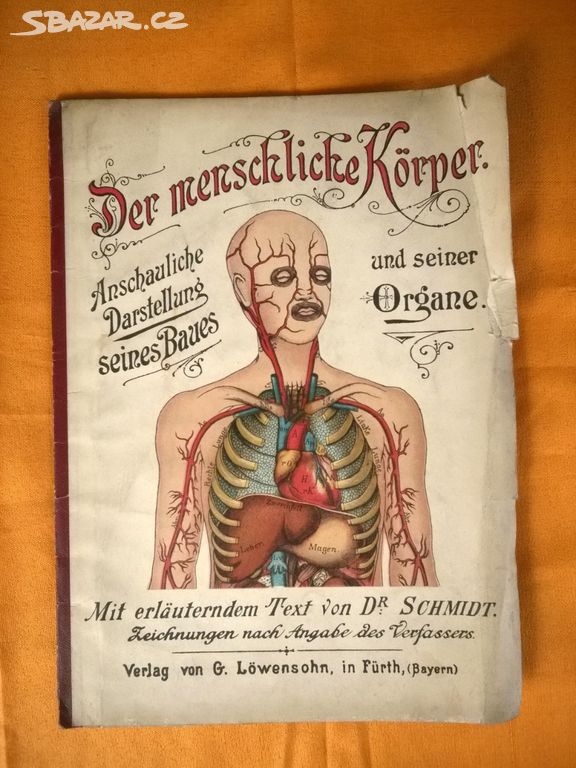 SBAZAR.CZ
Der menschliche Körper.
Anschauliche
Darstellung
seines Baues
und seiner
Organe.
Zwerchfell
Leber.
Magen.
Mit erläuterndem Text von DR. SCHMIDT.
Zeichnungen nach Angabe des Verfassers.
Verlag von G. Löwensohn, in Fürth, (Bayern)